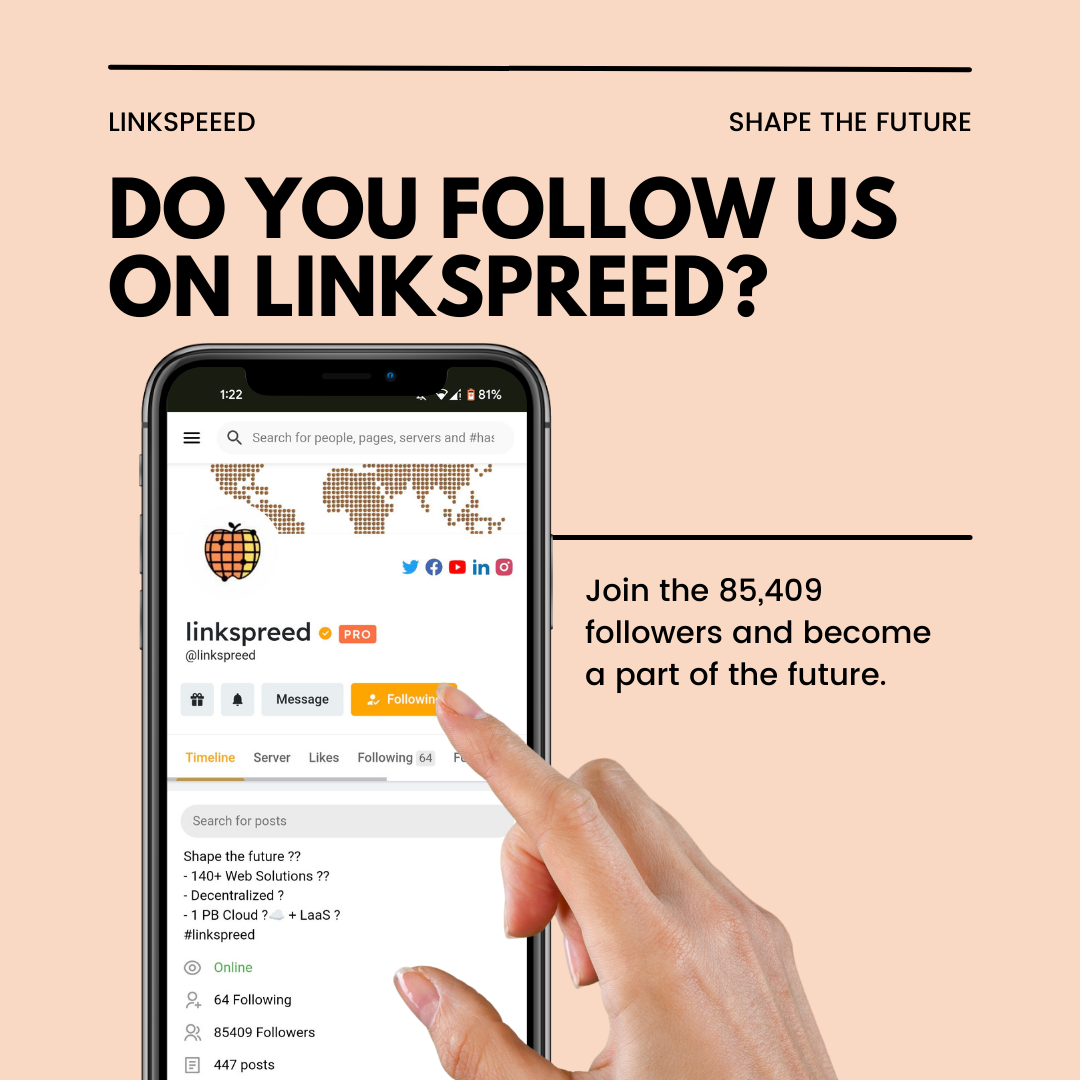 LINKSPEEED
SHAPE THE FUTURE
DO YOU FOLLOW US
ON LINKSPREED?
1:22
81%
Search for people, pages, servers and #has
linkspreed PRO
@linkspreed
Message
Followin
Timeline Server Likes Following 64
Search for posts
Shape the future ??
- 140+ Web Solutions ??
- Decentralized ?
- 1 PB Cloud ?☁️ + LaaS ?
#linkspreed
Online
64 Following
85409 Followers
447 posts
Join the 85,409
followers and become
a part of the future.